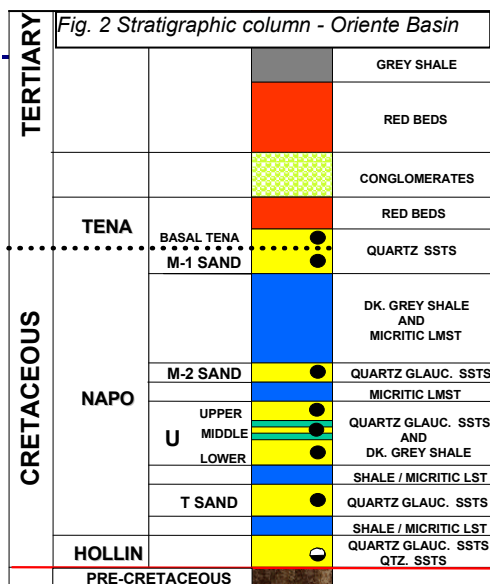 Fig. 2 Stratigraphic column - Oriente Basin
TERTIARY
GREY SHALE
RED BEDS
CONGLOMERATES
TENA
RED BEDS
BASAL TENA
QUARTZ SSTS
M-1 SAND
CRETACEOUS
NAPO
DK. GREY SHALE
AND
MICRITIC LMST
M-2 SAND
QUARTZ GLAUC. SSTS
MICRITIC LMST
U
UPPER
MIDDLE
LOWER
QUARTZ GLAUC. SSTS
AND
DK. GREY SHALE
SHALE / MICRITIC LST
T SAND
QUARTZ GLAUC. SSTS
SHALE / MICRITIC LST
HOLLIN
QUARTZ GLAUC. SSTS
QTZ. SSTS
PRE-CRETACEOUS